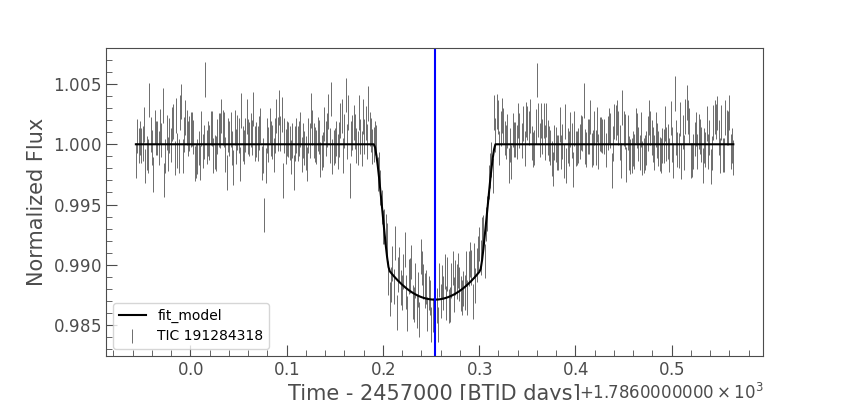 Normalized Flux
1.005
1.000
0.995
0.990
0.985
fit_model
TIC 191284318
0.0 0.1 0.2 0.3 0.4 0.5
Time - 2457000 [BTJD days]
+1.7860000000 × 10³